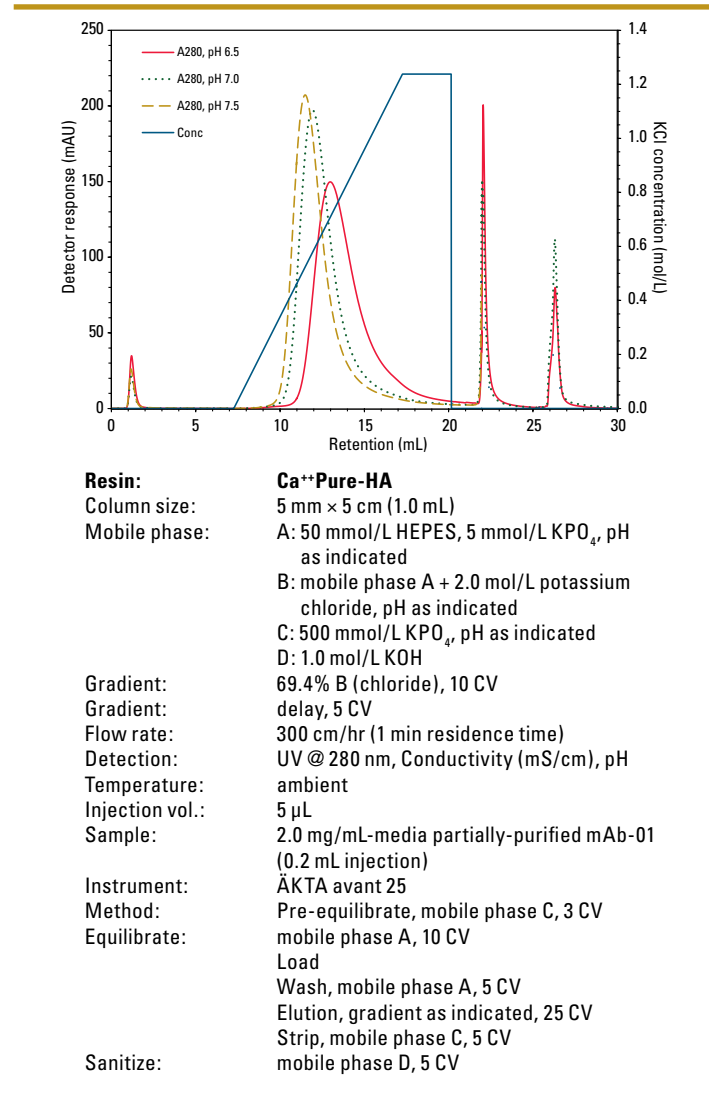 250
200
150
100
50
0
Detector response (mAU)
A280, pH 6.5
A280, pH 7.0
A280, pH 7.5
Conc
1.4
1.2
1.0
0.8
0.6
0.4
0.2
0.0
KCl concentration (mol/L)
0 5 10 15 20 25 30
Retention (mL)
Resin: Ca⁺⁺Pure-HA
Column size: 5 mm × 5 cm (1.0 mL)
Mobile phase: A: 50 mmol/L HEPES, 5 mmol/L KPO₄, pH
as indicated
B: mobile phase A + 2.0 mol/L potassium
chloride, pH as indicated
C: 500 mmol/L KPO₄, pH as indicated
D: 1.0 mol/L KOH
Gradient: 69.4% B (chloride), 10 CV
Gradient: delay, 5 CV
Flow rate: 300 cm/hr (1 min residence time)
Detection: UV @ 280 nm, Conductivity (mS/cm), pH
Temperature: ambient
Injection vol.: 5 µL
Sample: 2.0 mg/mL-media partially-purified mAb-01
(0.2 mL injection)
Instrument: ÄKTA avant 25
Method: Pre-equilibrate, mobile phase C, 3 CV
Equilibrate: mobile phase A, 10 CV
Load
Wash, mobile phase A, 5 CV
Elution, gradient as indicated, 25 CV
Strip, mobile phase C, 5 CV
Sanitize: mobile phase D, 5 CV